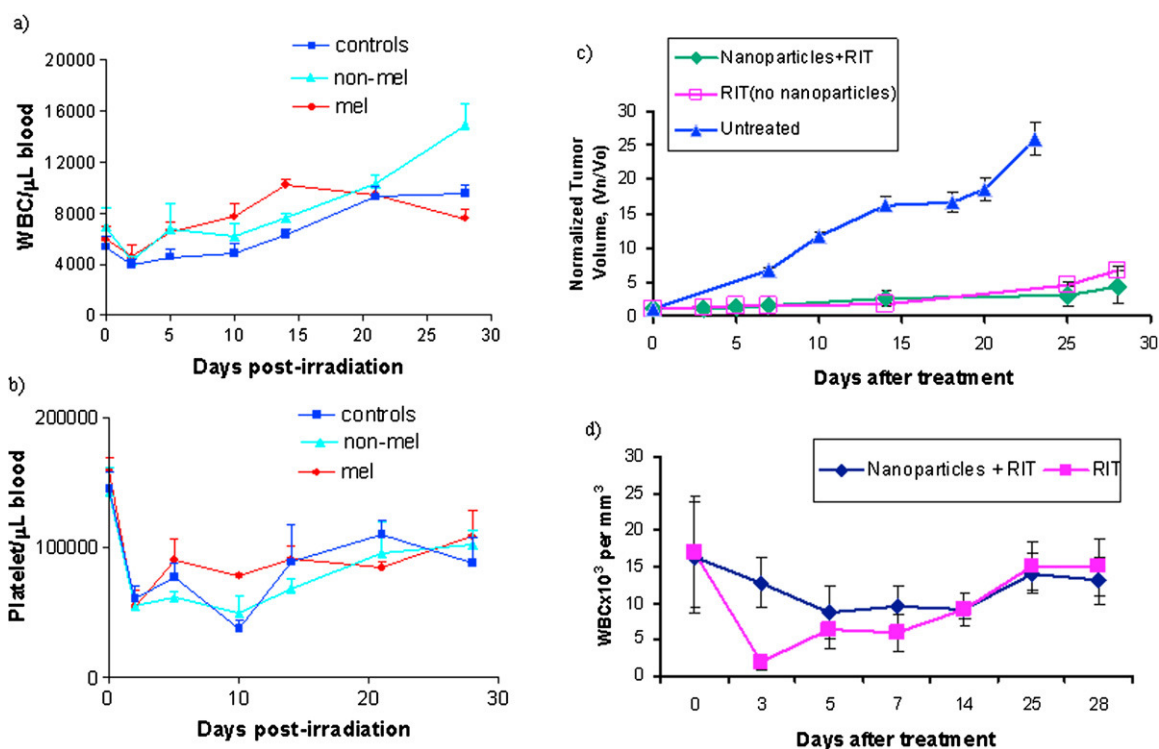 a)
20000
16000
12000
8000
4000
0
WBC/μL blood
controls
non-mel
mel
0 5 10 15 20 25 30
Days post-irradiation
b)
200000
100000
0
Platelet/μL blood
controls
non-mel
mel
0 10 20 30
Days post-irradiation
c)
Nanoparticles+RIT
RIT(no nanoparticles)
Untreated
30
25
20
15
10
5
0
Normalized Tumor
Volume, (Vn/Vo)
0 5 10 15 20 25 30
Days after treatment
d)
Nanoparticles + RIT RIT
30
25
20
15
10
5
0
WBCx10³ per mm³
0 3 5 7 14 25 28
Days after treatment